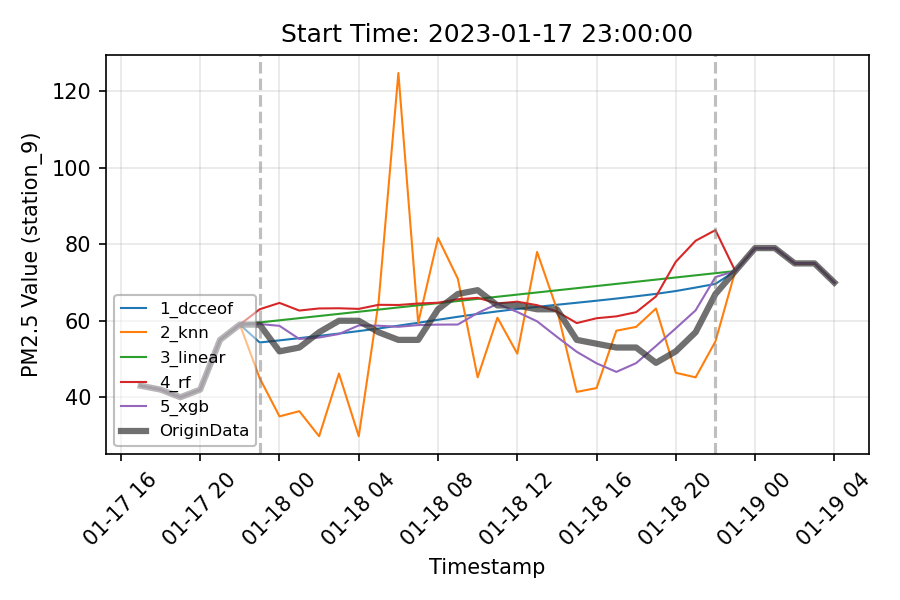 Start Time: 2023-01-17 23:00:00
PM2.5 Value (station_9)
120
100
80
60
40
1_dcceof
2_knn
3_linear
4_rf
5_xgb
OriginData
01-17 16
01-17 20
01-18 00
01-18 04
01-18 08
01-18 12
01-18 16
01-18 20
01-19 00
01-19 04
Timestamp